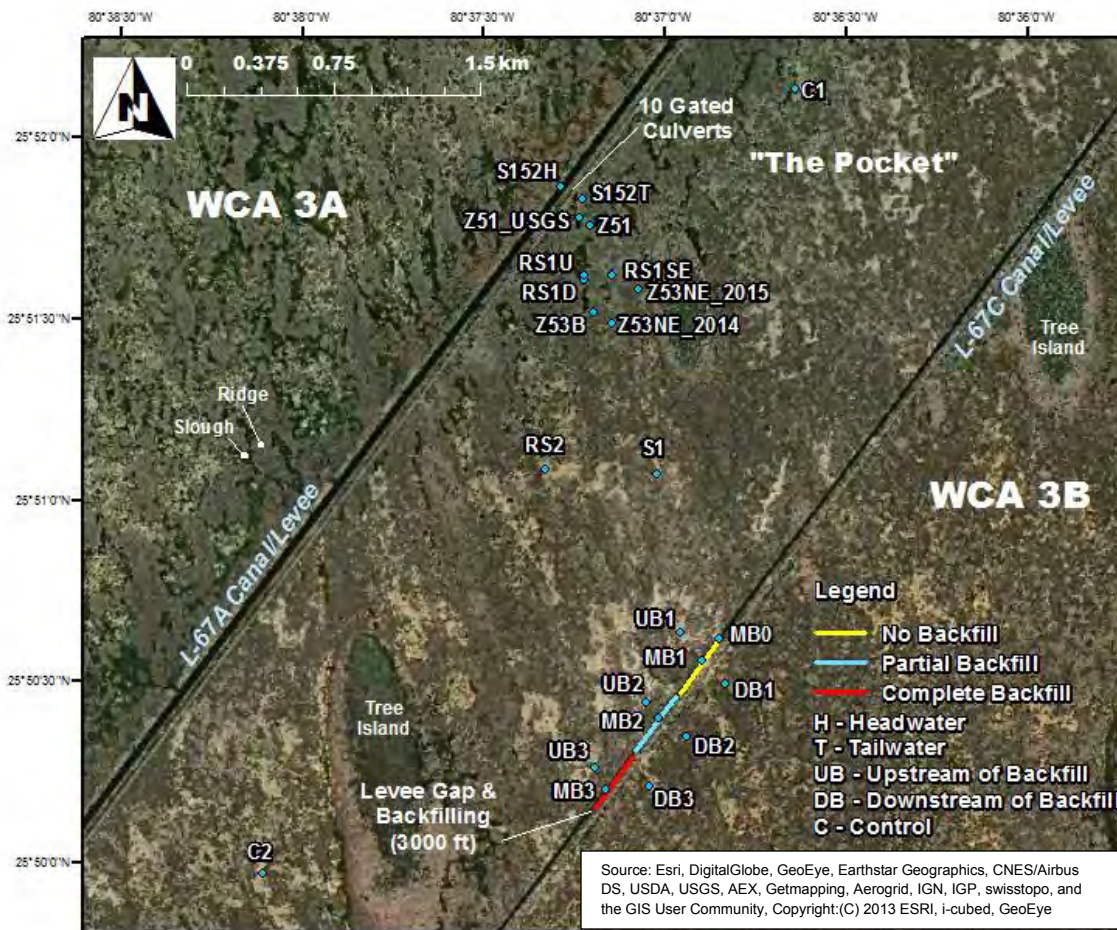 80°38'30"W 80°38'0"W 80°37'30"W 80°37'0"W 80°36'30"W 80°36'0"W
0 0.375 0.75 1.5 km
N
C1
10 Gated
Culverts
25°52'0"N
"The Pocket"
S152H
S152T
WCA 3A
Z51_USGS
Z51
RS1U
RS1SE
RS1D
Z53NE_2015
25°51'30"N
Z53B
Z53NE_2014
L-67C Canal/Levee
Tree
Island
Ridge
Slough
RS2
S1
25°51'0"N
WCA 3B
L-67A Canal/Levee
Legend
No Backfill
Partial Backfill
Complete Backfill
H - Headwater
T - Tailwater
UB - Upstream of Backfill
DB - Downstream of Backfill
C - Control
UB1
MB0
MB1
25°50'30"N
UB2
DB1
MB2
DB2
Tree
Island
UB3
MB3
DB3
Levee Gap &
Backfilling
(3000 ft)
C2
25°50'0"N
Source: Esri, DigitalGlobe, GeoEye, Earthstar Geographics, CNES/Airbus
DS, USDA, USGS, AEX, Getmapping, Aerogrid, IGN, IGP, swisstopo, and
the GIS User Community, Copyright:(C) 2013 ESRI, i-cubed, GeoEye